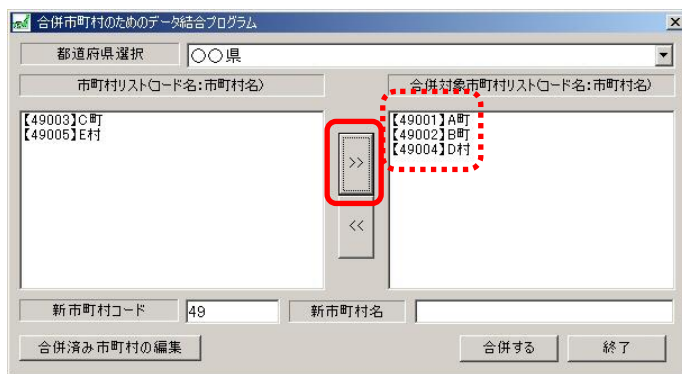 合併市町村のためのデータ結合プログラム
都道府県選択 ○○県
市町村リスト(コード名:市町村名) 合併対象市町村リスト(コード名:市町村名)
【49003】C町
【49005】E村
>>
<<
【49001】A町
【49002】B町
【49004】D村
新市町村コード 49 新市町村名
合併済み市町村の編集 合併する 終了